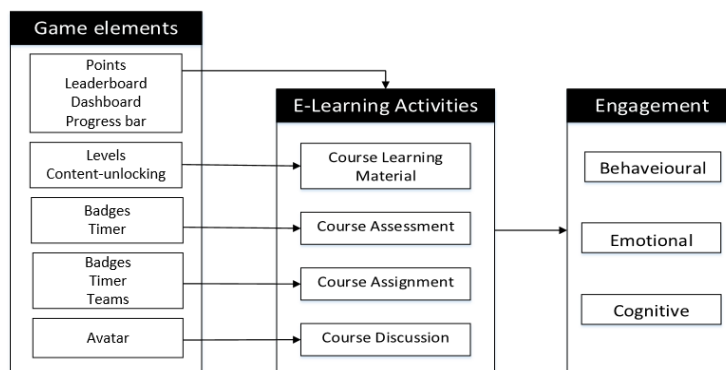 Game elements
Points
Leaderboard
Dashboard
Progress bar
Levels
Content-unlocking
Badges
Timer
Badges
Timer
Teams
Avatar
E-Learning Activities
Course Learning
Material
Course Assessment
Course Assignment
Course Discussion
Engagement
Behaveioural
Emotional
Cognitive